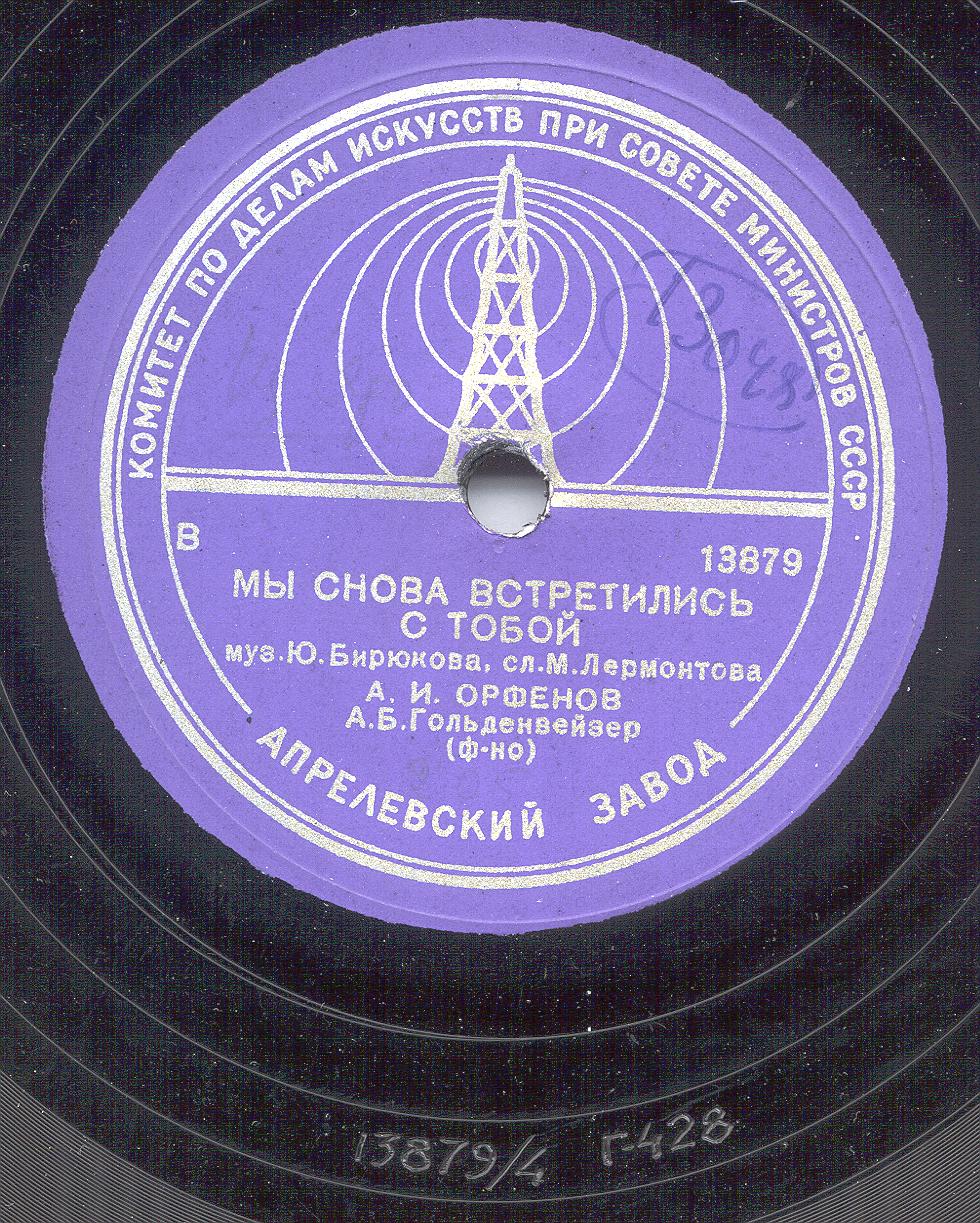 КОМИТЕТ ПО ДЕЛАМ ИСКУССТВ ПРИ СОВЕТЕ МИНИСТРОВ СССР
В
13879
МЫ СНОВА ВСТРЕТИЛИСЬ
С ТОБОЙ
муз.Ю.Бирюкова, сл.М.Лермонтова
А. И. ОРФЕНОВ
А.Б.Гольденвейзер
(ф-но)
АПРЕЛЕВСКИЙ ЗАВОД
13879/4 Г-428